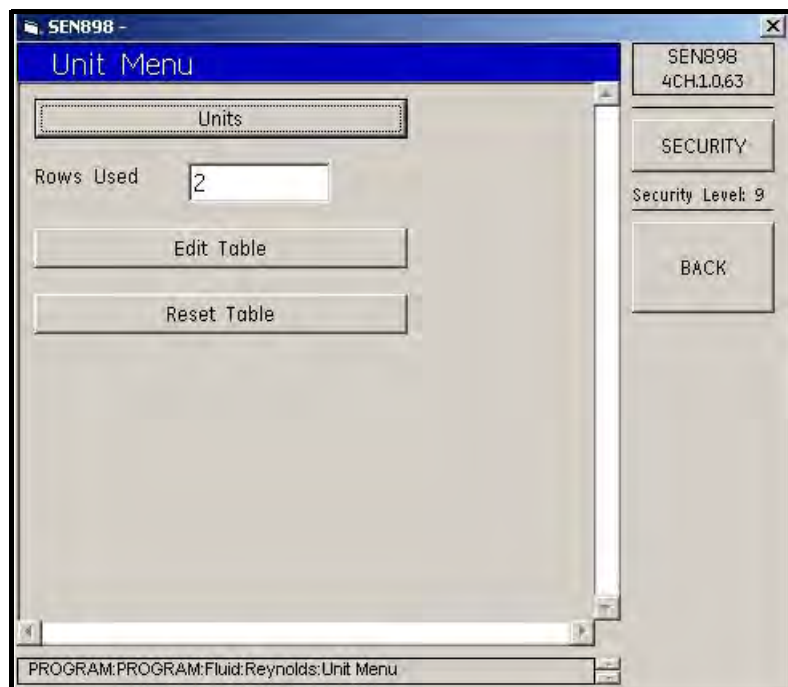 SEN898 -
Unit Menu
Units
Rows Used 2
Edit Table
Reset Table
SEN898
4CH.1.0.63
SECURITY
Security Level: 9
BACK
PROGRAM:PROGRAM:Fluid:Reynolds:Unit Menu